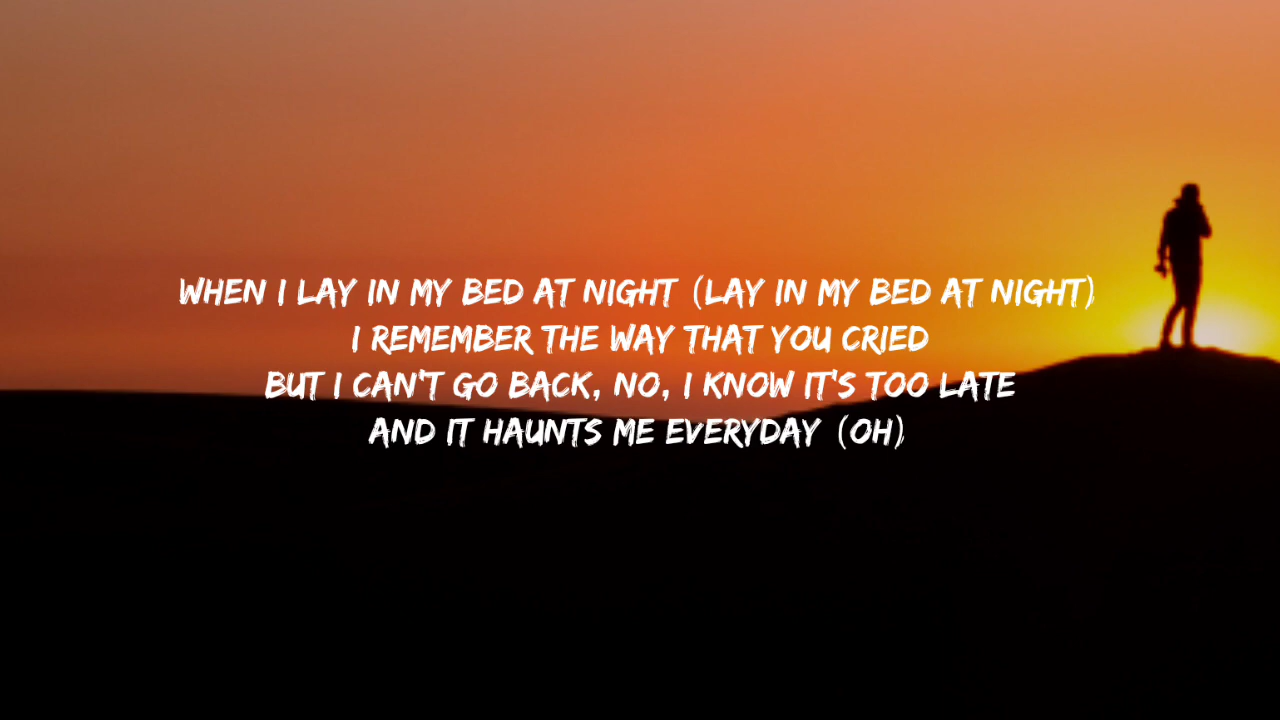 WHEN I LAY IN MY BED AT NIGHT (LAY IN MY BED AT NIGHT)
I REMEMBER THE WAY THAT YOU CRIED
BUT I CAN'T GO BACK, NO, I KNOW IT'S TOO LATE
AND IT HAUNTS ME EVERYDAY (OH)